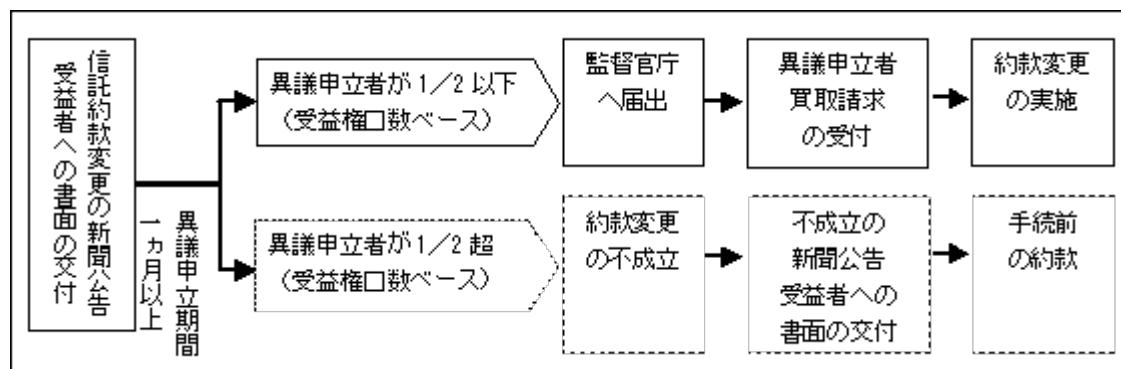 信託約款変更の新聞公告
受益者への書面の交付
異議申立期間
一ヵ月以上
異議申立者が1/2以下
(受益権口数ベース)
監督官庁
へ届出
異議申立者
買取請求
の受付
約款変更
の実施
異議申立者が1/2超
(受益権口数ベース)
約款変更
の不成立
不成立の
新聞公告
受益者への
書面の交付
手続前
の約款